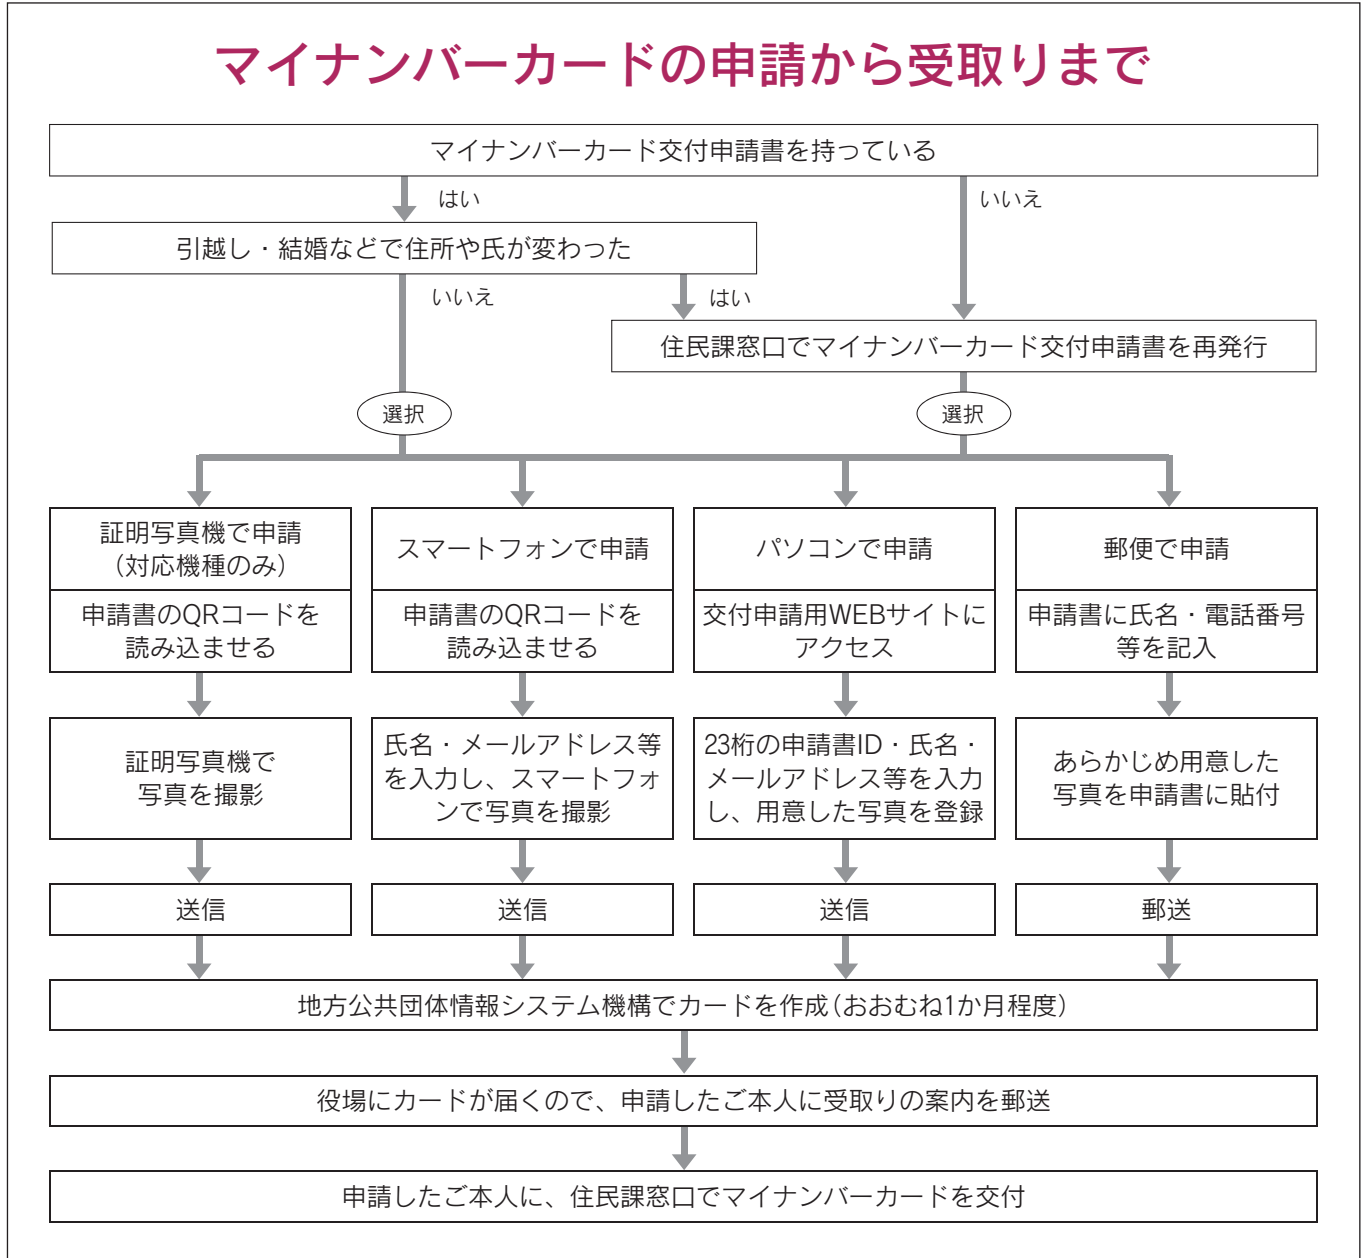 マイナンバーカードの申請から受取りまで
マイナンバーカード交付申請書を持っている
はい
いいえ
引越し・結婚などで住所や氏が変わった
いいえ
はい
住民課窓口でマイナンバーカード交付申請書を再発行
選択
選択
証明写真機で申請
（対応機種のみ）
申請書のQRコードを
読み込ませる
証明写真機で
写真を撮影
送信
スマートフォンで申請
申請書のQRコードを
読み込ませる
氏名・メールアドレス等
を入力し、スマートフォ
ンで写真を撮影
送信
パソコンで申請
交付申請用WEBサイトに
アクセス
23桁の申請書ID・氏名・
メールアドレス等を入力
し、用意した写真を登録
送信
郵便で申請
申請書に氏名・電話番号
等を記入
あらかじめ用意した
写真を申請書に貼付
郵送
地方公共団体情報システム機構でカードを作成（おおむね1か月程度）
役場にカードが届くので、申請したご本人に受取りの案内を郵送
申請したご本人に、住民課窓口でマイナンバーカードを交付